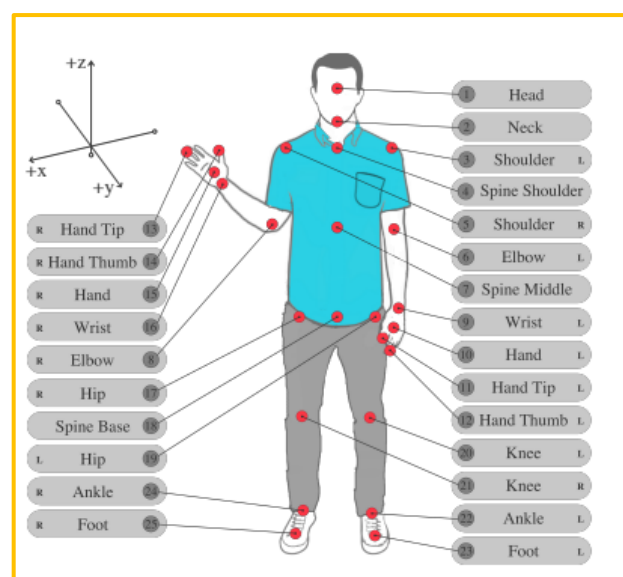 +z
+x
+y
1 Head
2 Neck
3 Shoulder L
4 Spine Shoulder
5 Shoulder R
6 Elbow L
7 Spine Middle
9 Wrist L
10 Hand L
11 Hand Tip L
12 Hand Thumb L
20 Knee L
21 Knee R
22 Ankle L
23 Foot L
R Hand Tip 13
R Hand Thumb 14
R Hand 15
R Wrist 16
R Elbow 8
R Hip 17
Spine Base 18
L Hip 19
R Ankle 24
R Foot 25